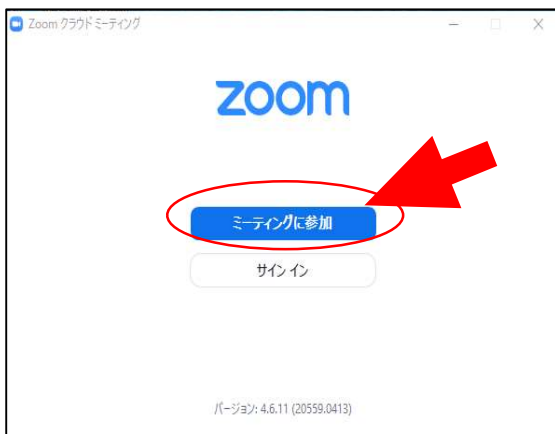 Zoom クラウドミーティング
zoom
ミーティングに参加
サイン イン
バージョン: 4.6.11 (20559.0413)